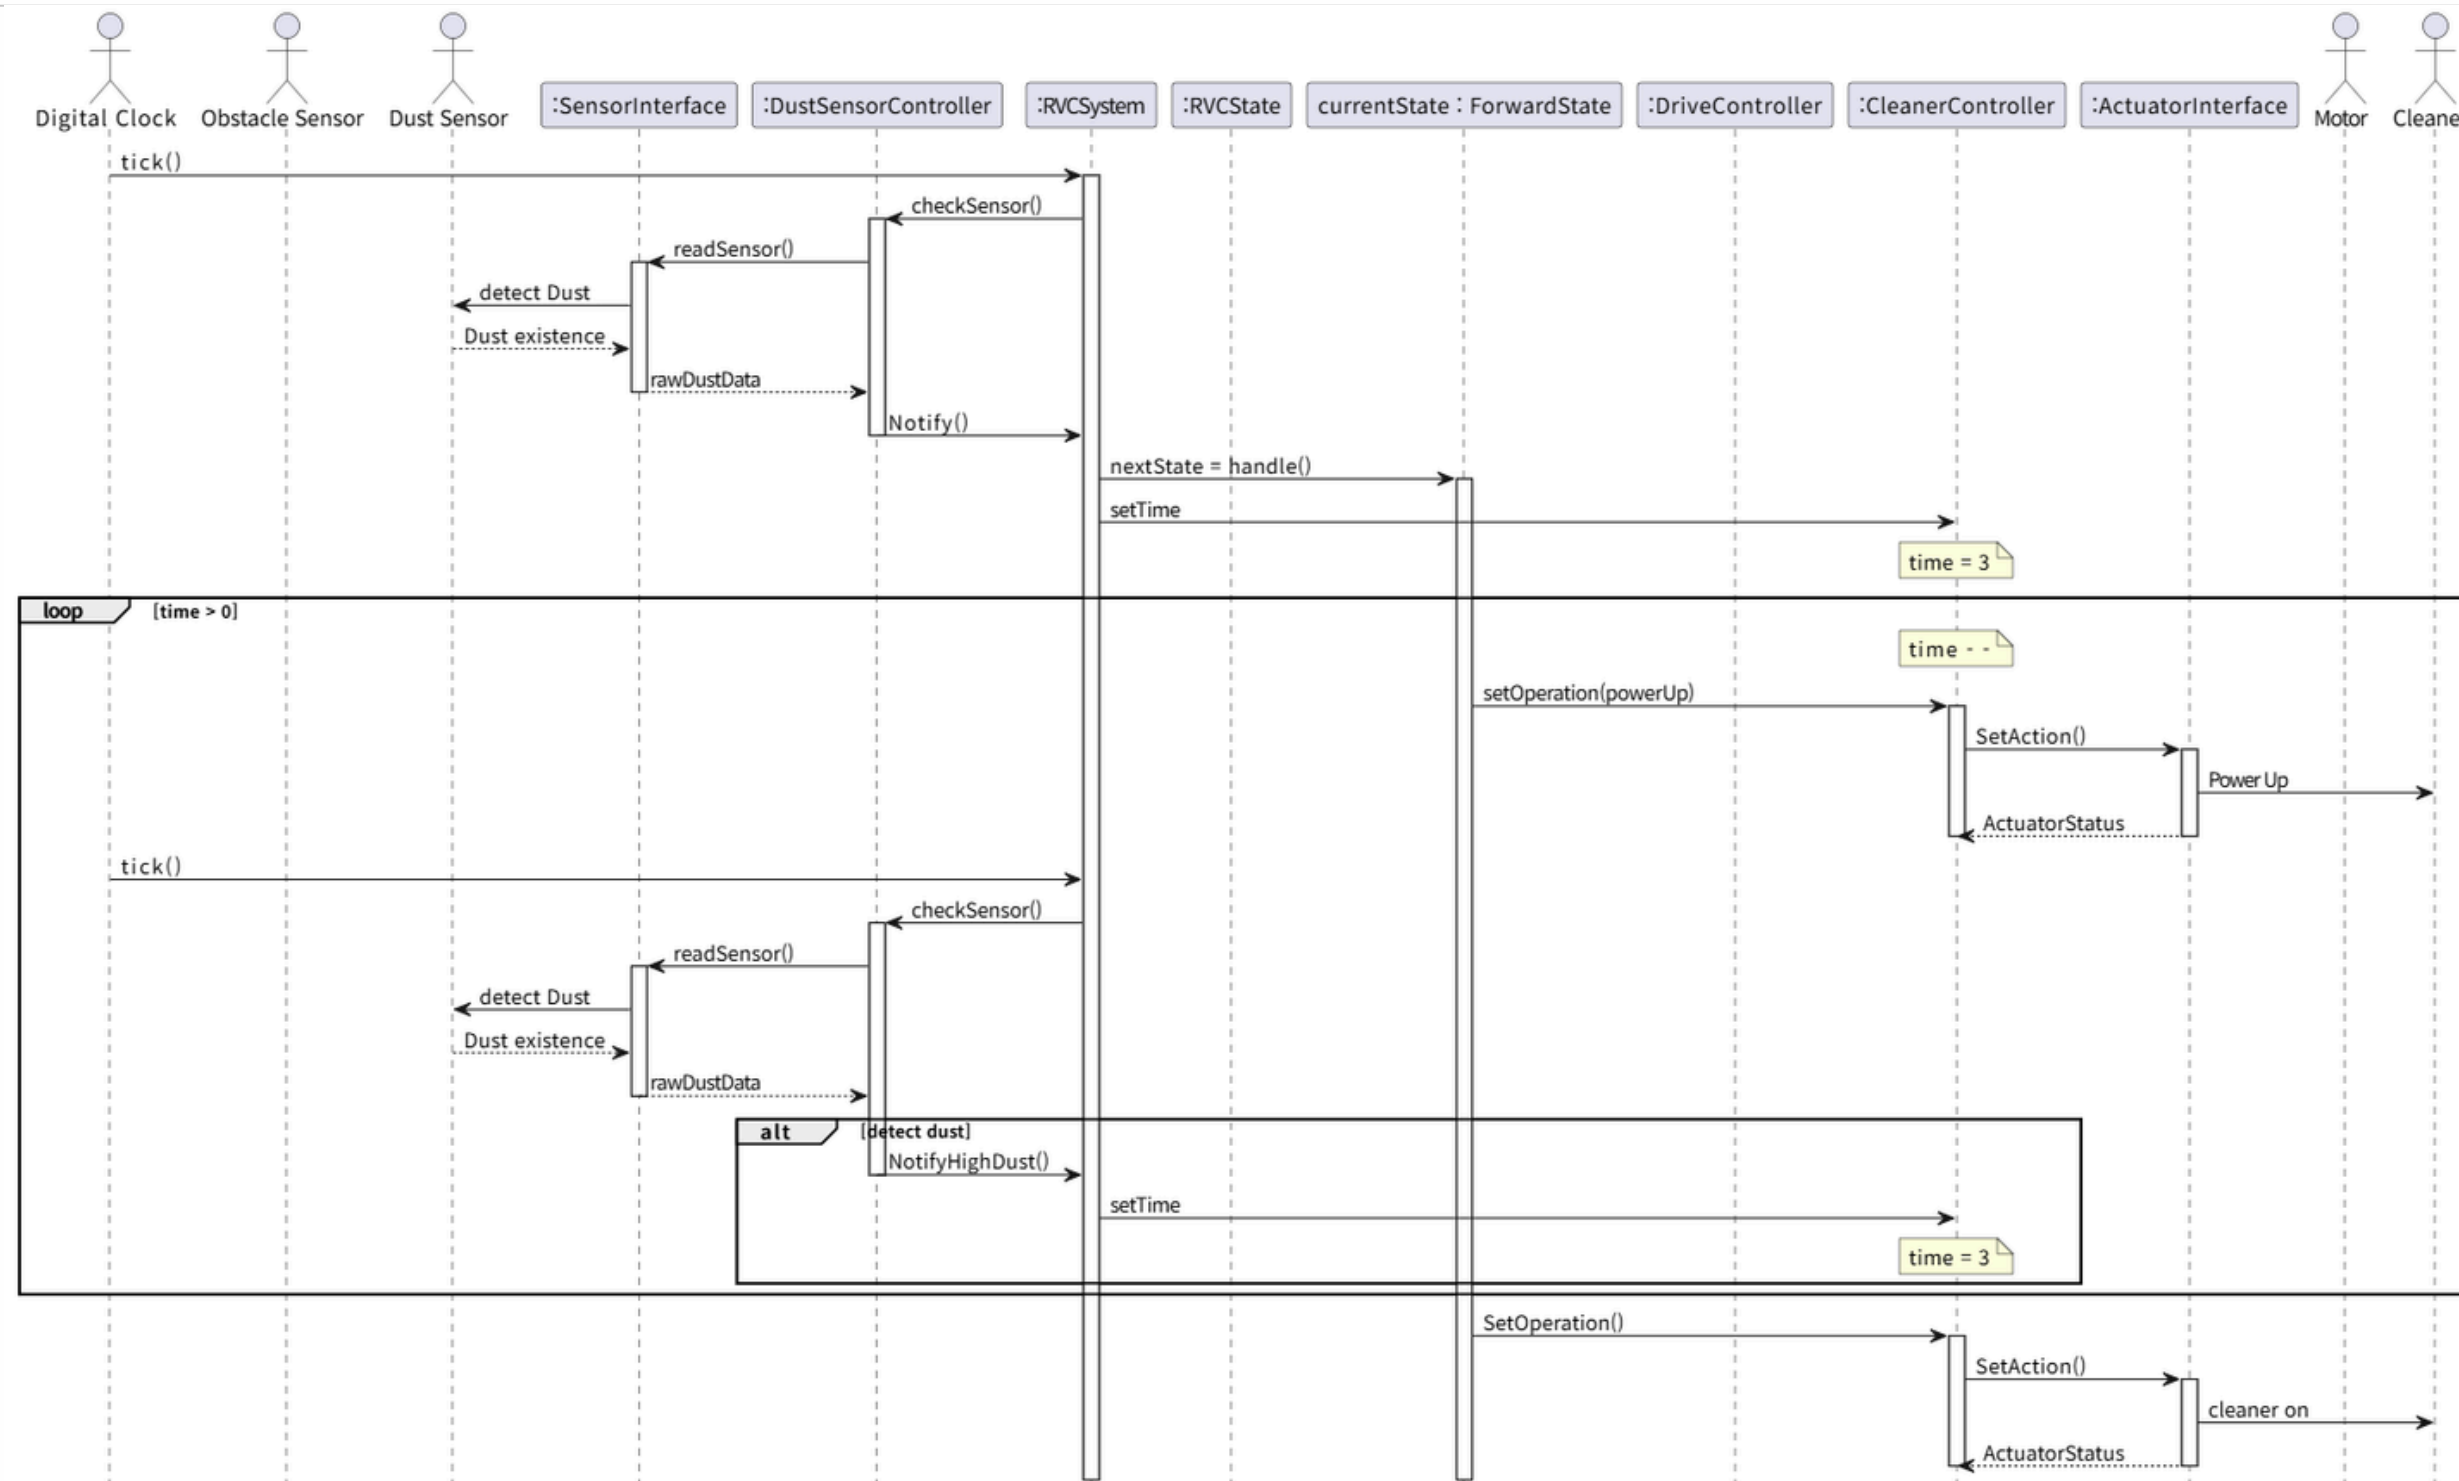 Digital Clock
Obstacle Sensor
Dust Sensor
:SensorInterface
:DustSensorController
:RVCSystem
:RVCState
currentState : ForwardState
:DriveController
:CleanerController
:ActuatorInterface
Motor
Cleane
tick()
checkSensor()
readSensor()
detect Dust
Dust existence
rawDustData
Notify()
nextState = handle()
setTime
time = 3
loop [time > 0]
time - -
setOperation(powerUp)
SetAction()
Power Up
ActuatorStatus
tick()
checkSensor()
readSensor()
detect Dust
Dust existence
rawDustData
alt [detect dust]
NotifyHighDust()
setTime
time = 3
SetOperation()
SetAction()
cleaner on
ActuatorStatus